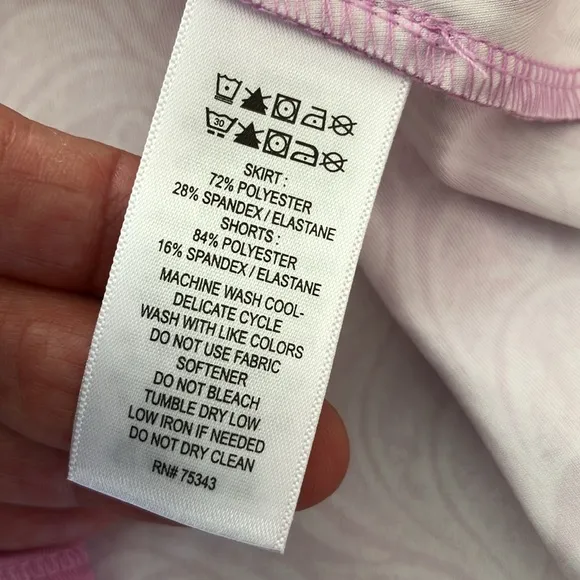 30
SKIRT :
72% POLYESTER
28% SPANDEX / ELASTANE
SHORTS :
84% POLYESTER
16% SPANDEX / ELASTANE
MACHINE WASH COOL-
DELICATE CYCLE
WASH WITH LIKE COLORS
DO NOT USE FABRIC
SOFTENER
DO NOT BLEACH
TUMBLE DRY LOW
LOW IRON IF NEEDED
DO NOT DRY CLEAN
RN# 75343